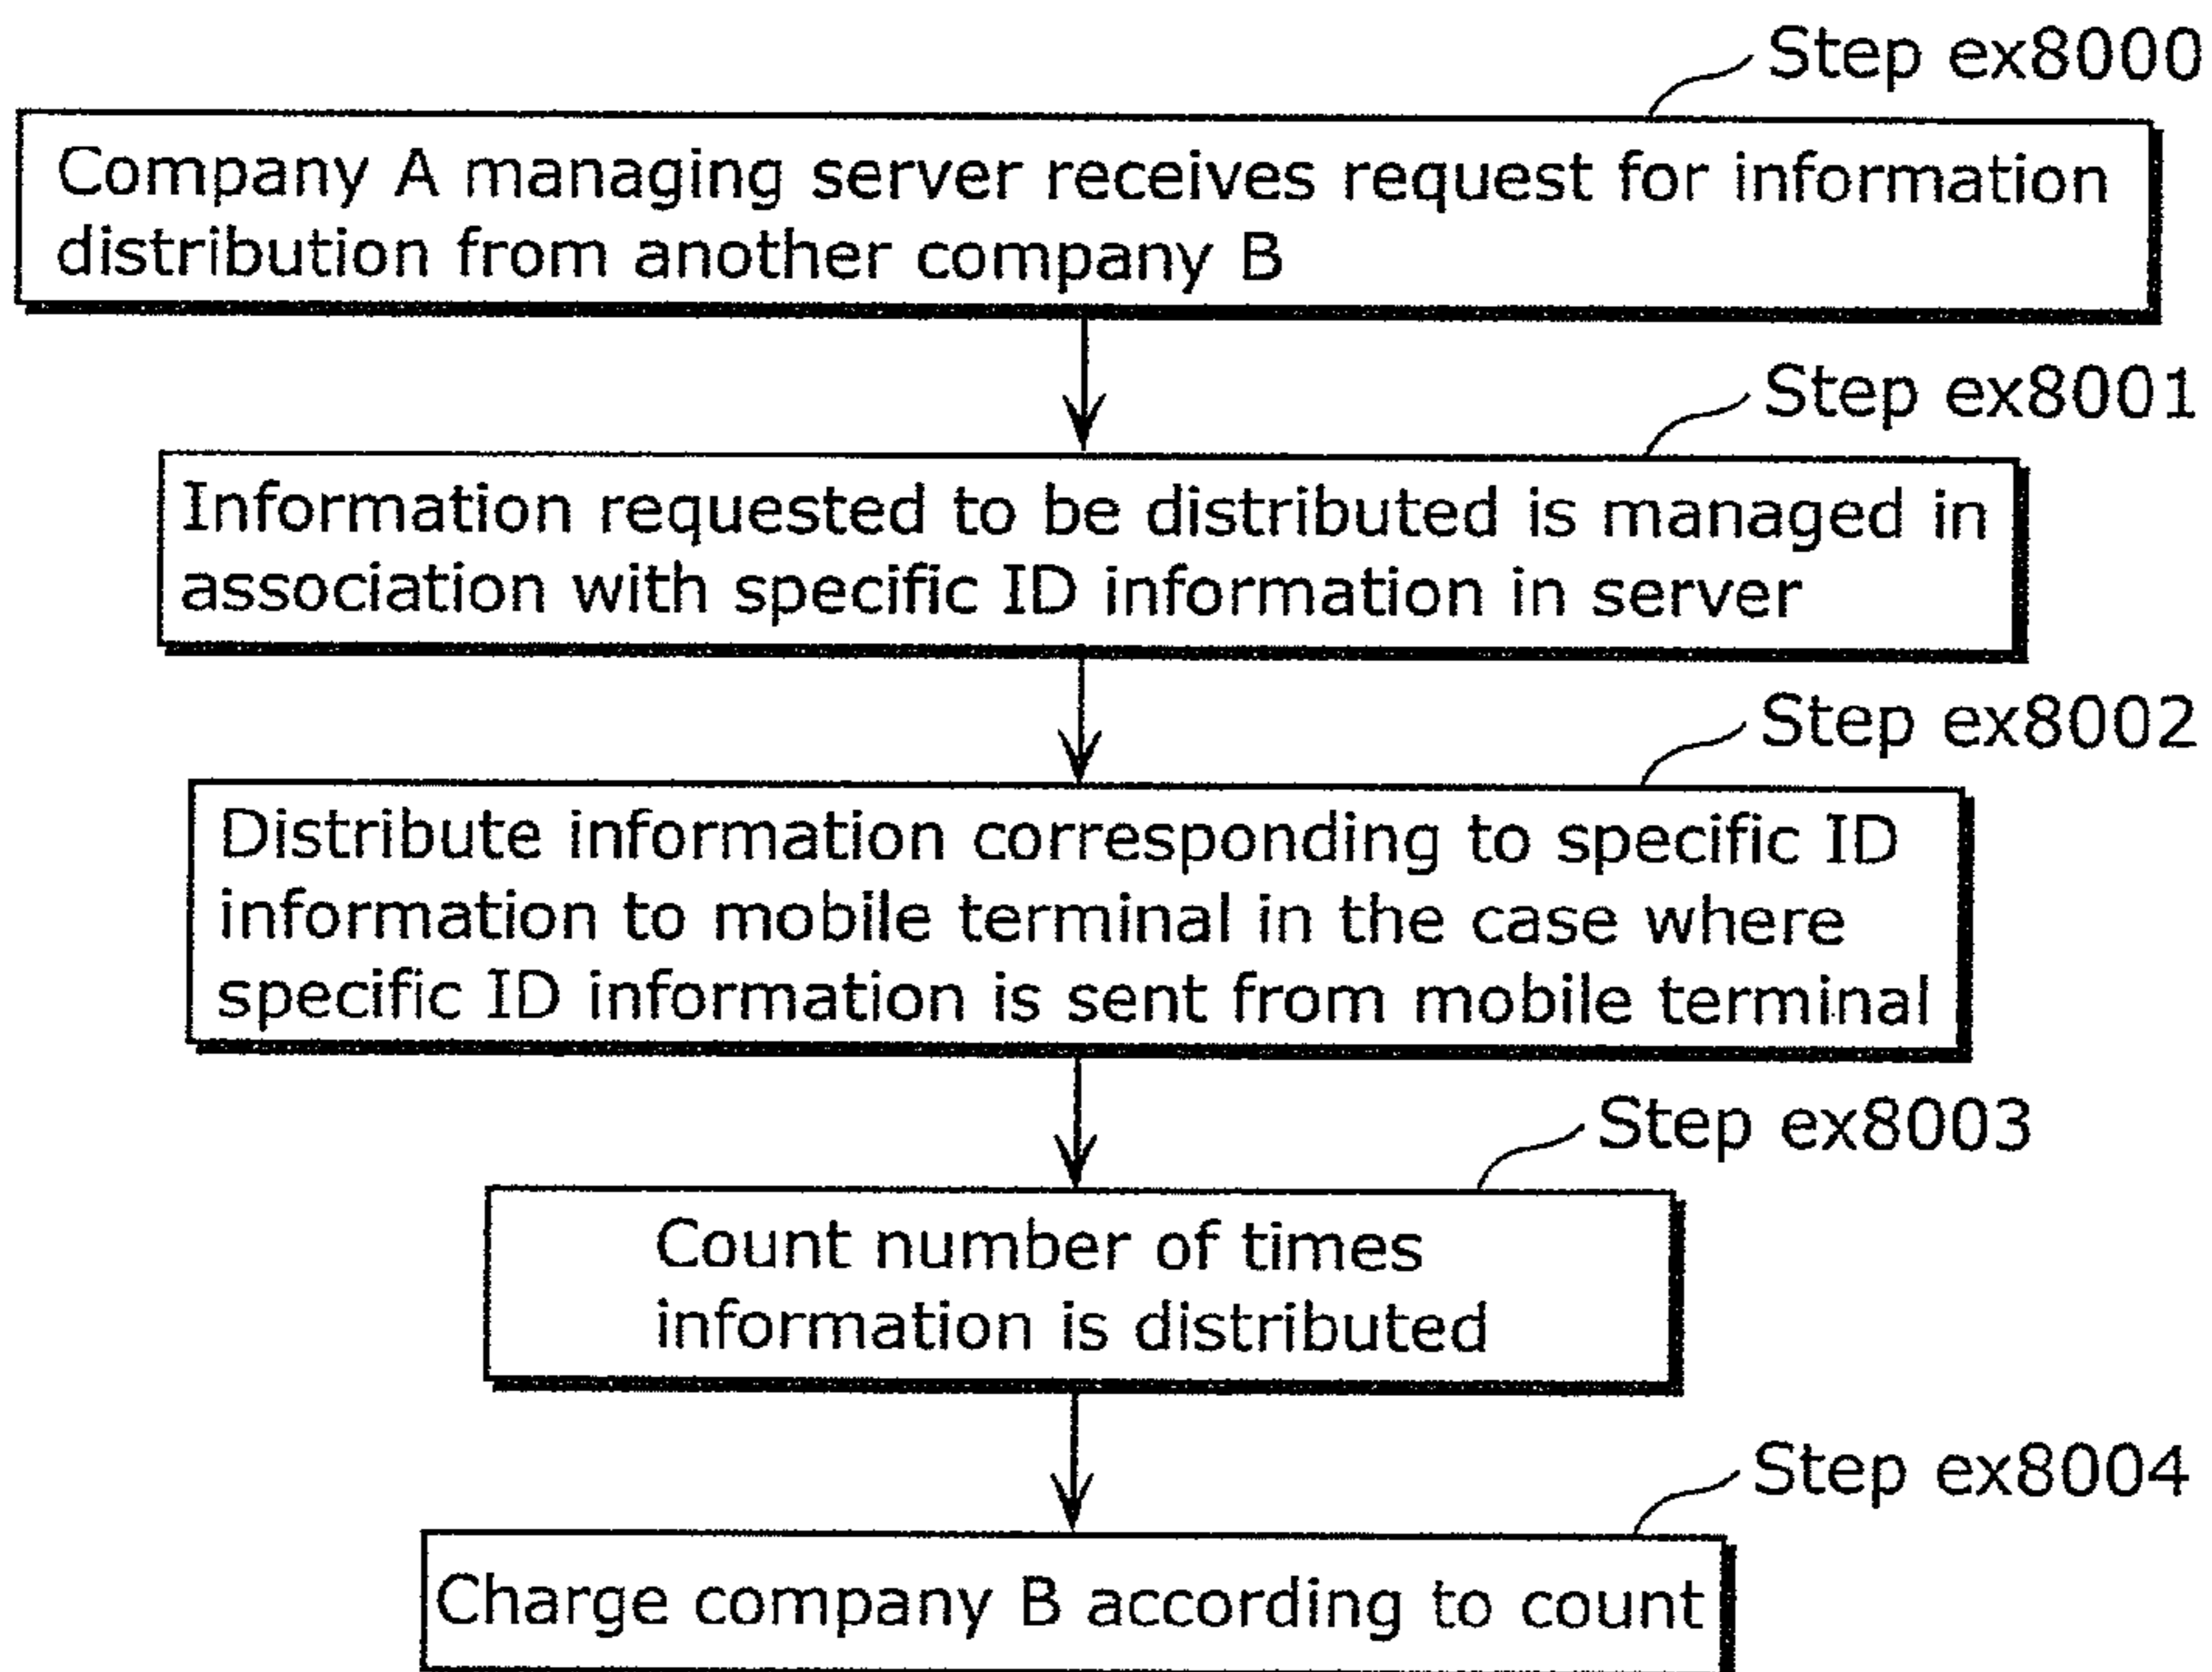 Step ex8000
Company A managing server receives request for information
distribution from another company B
Step ex8001
Information requested to be distributed is managed in
association with specific ID information in server
Step ex8002
Distribute information corresponding to specific ID
information to mobile terminal in the case where
specific ID information is sent from mobile terminal
Step ex8003
Count number of times
information is distributed
Step ex8004
Charge company B according to count